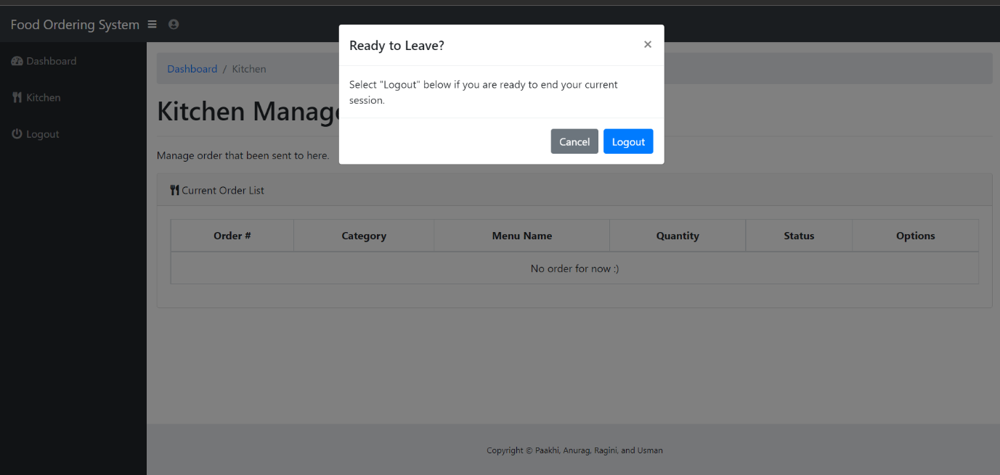 Food Ordering System
Ready to Leave?
×
Select "Logout" below if you are ready to end your current
session.
Cancel Logout
Dashboard
Kitchen
Logout
Dashboard / Kitchen
Kitchen Manage
Manage order that been sent to here.
Current Order List
Order # Category Menu Name Quantity Status Options
No order for now :)
Copyright © Paakhi, Anurag, Ragini, and Usman